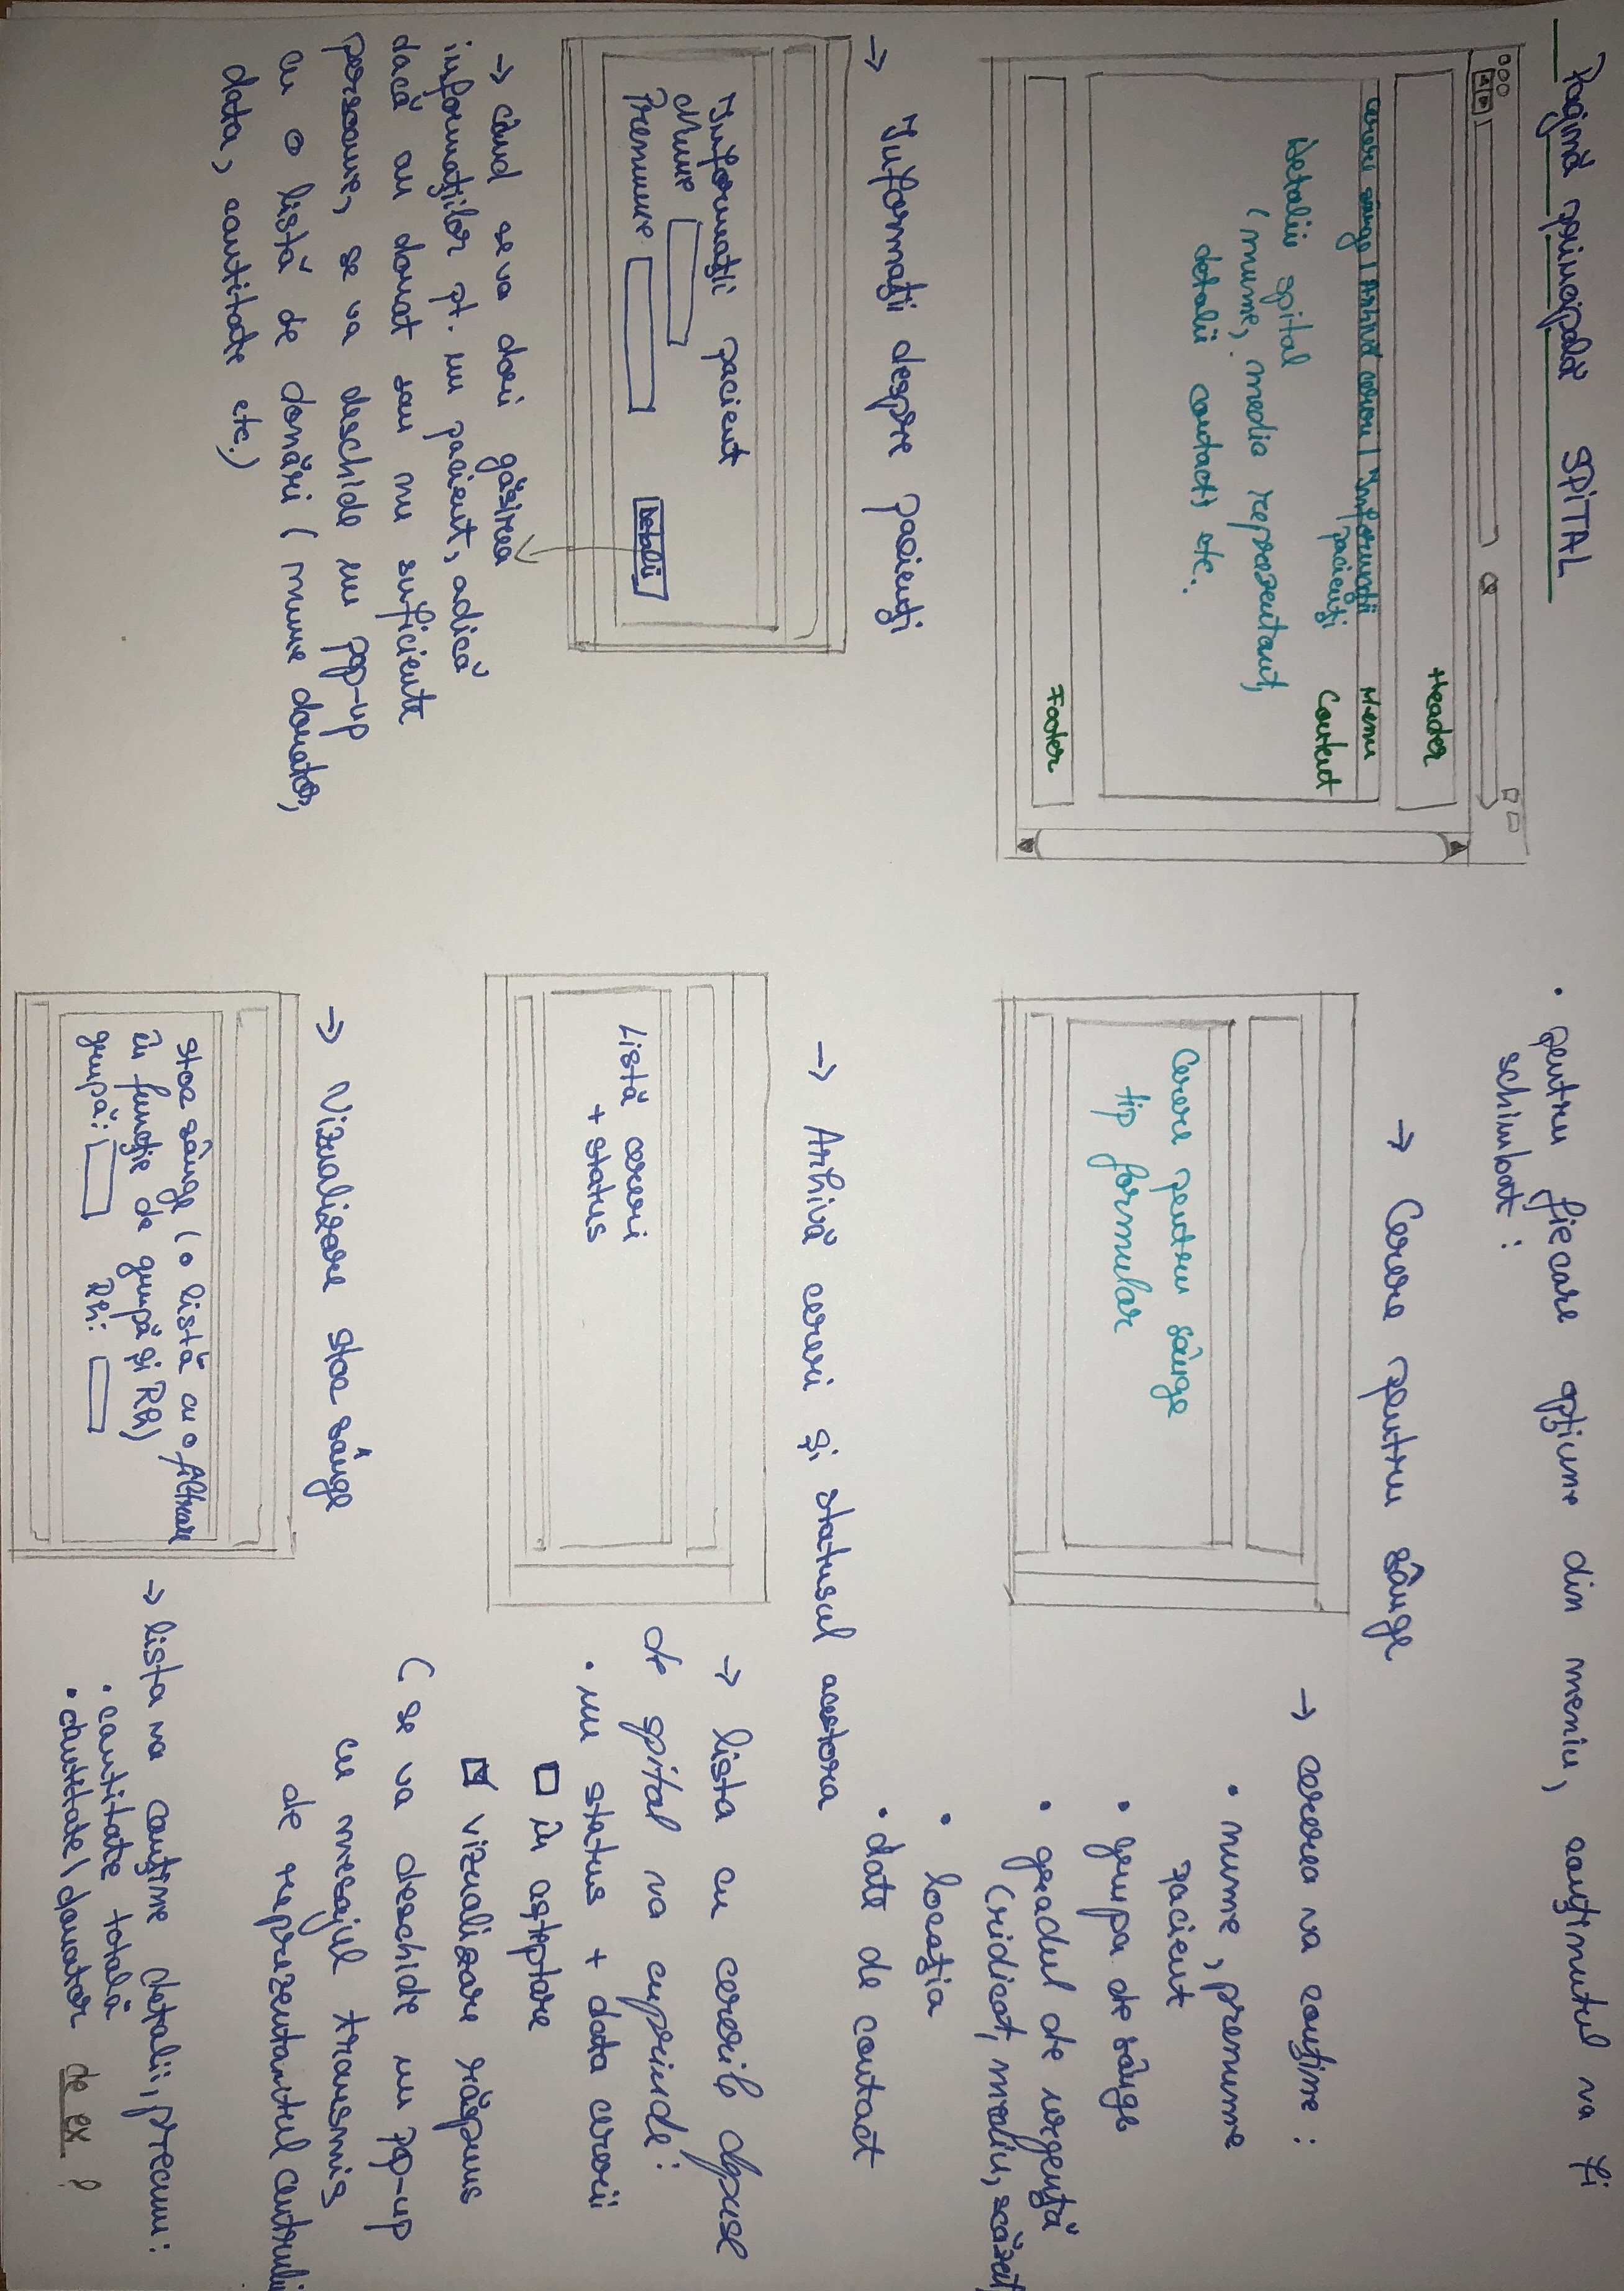 Pagină principală SPITAL
Header
Cerere sânge | Arhivă cereri | Informații pacienți
Menu
Content
Detalii spital
(nume, medic reprezentant,
detalii contact) etc.
Footer
• pentru fiecare opțiune din meniu, conținutul va fi
schimbat :
→ Cerere pentru sânge
Cerere pentru sânge
tip formular
→ cererea va conține :
• nume, prenume
pacient
• grupa de sânge
• gradul de urgență
(ridicat, mediu, scăzut)
• locația
• date de contact
→ Informații despre pacienți
Informații pacient
Nume
Prenume
Detalii
→ când se va dori găsirea
informațiilor pt. un pacient, adică
dacă au donat sau nu suficiente
persoane, se va deschide un pop-up
cu o listă de donări ( nume donator,
data, cantitate etc.)
→ Arhivă cereri și statusul acestora
Listă cereri
+ status
→ lista cu cererile depuse
de spital va cuprinde :
• un status + data cererii
în așteptare
vizualizare răspuns
( se va deschide un pop-up
cu mesajul transmis
de reprezentantul centrului
→ Vizualizare stoc sânge
stoc sânge ( o listă cu o filtrare
în funcție de grupă și Rh)
grupă: Rh:
→ lista va conține detalii, precum :
• cantitate totală
• cantitate / donator de ex ?